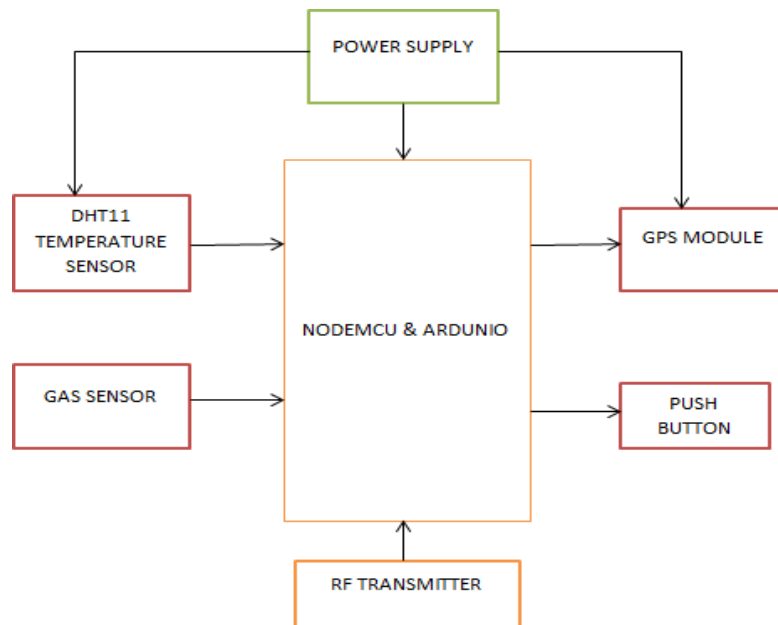 POWER SUPPLY
DHT11
TEMPERATURE
SENSOR
GPS MODULE
NODEMCU & ARDUNIO
GAS SENSOR
PUSH
BUTTON
RF TRANSMITTER